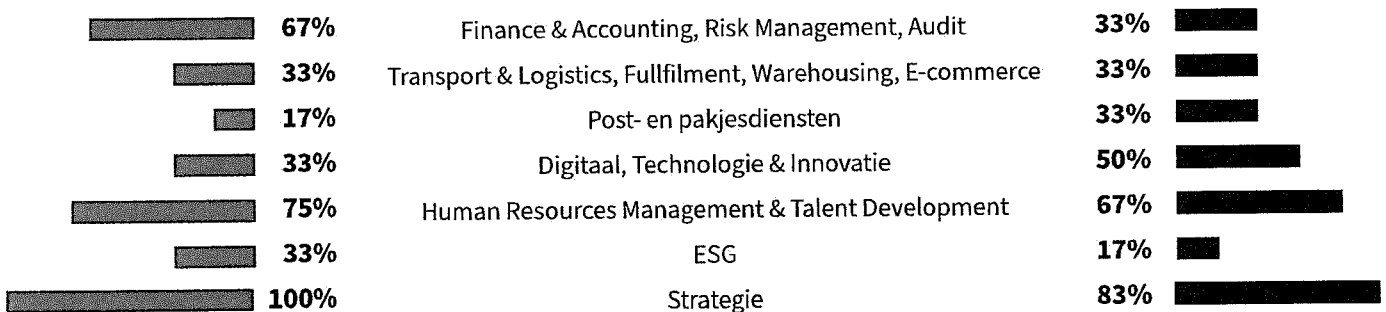 67% Finance & Accounting, Risk Management, Audit 33%
33% Transport & Logistics, Fullfilment, Warehousing, E-commerce 33%
17% Post- en pakjesdiensten 33%
33% Digitaal, Technologie & Innovatie 50%
75% Human Resources Management & Talent Development 67%
33% ESG 17%
100% Strategie 83%